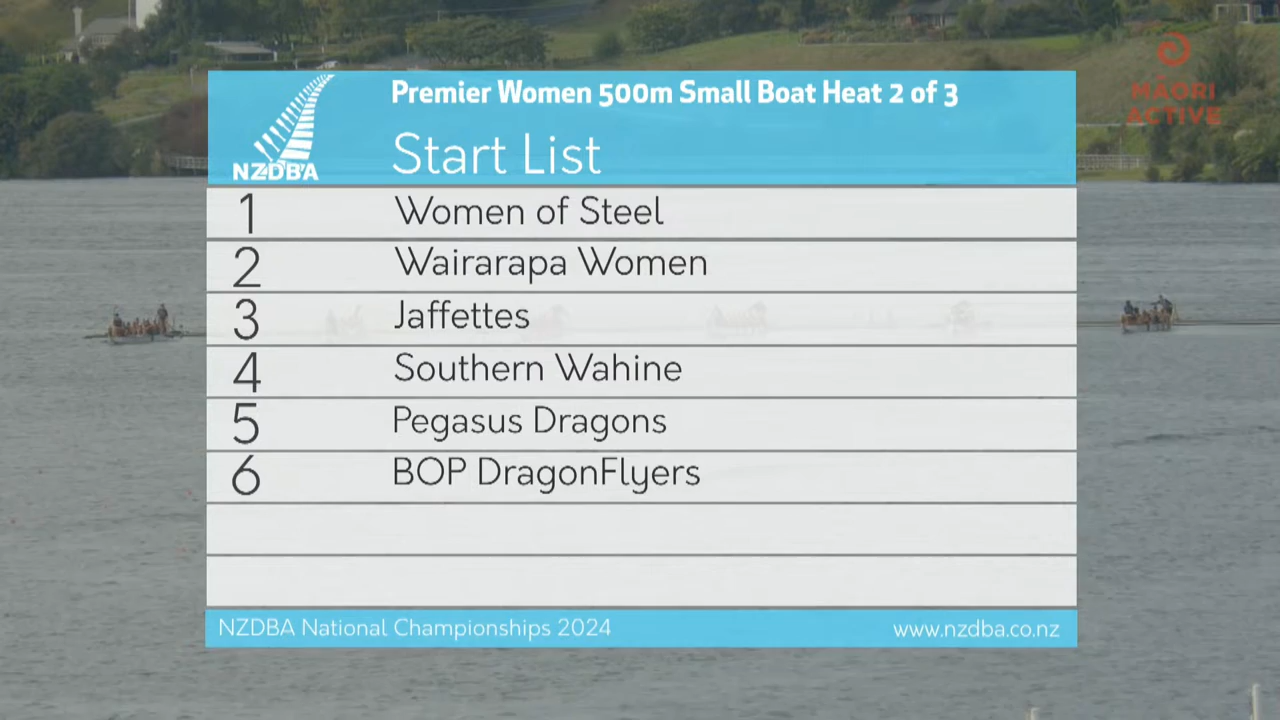 MĀORI
ACTIVE
NZDBA
Premier Women 500m Small Boat Heat 2 of 3
Start List
1 Women of Steel
2 Wairarapa Women
3 Jaffettes
4 Southern Wahine
5 Pegasus Dragons
6 BOP DragonFlyers
NZDBA National Championships 2024 www.nzdba.co.nz